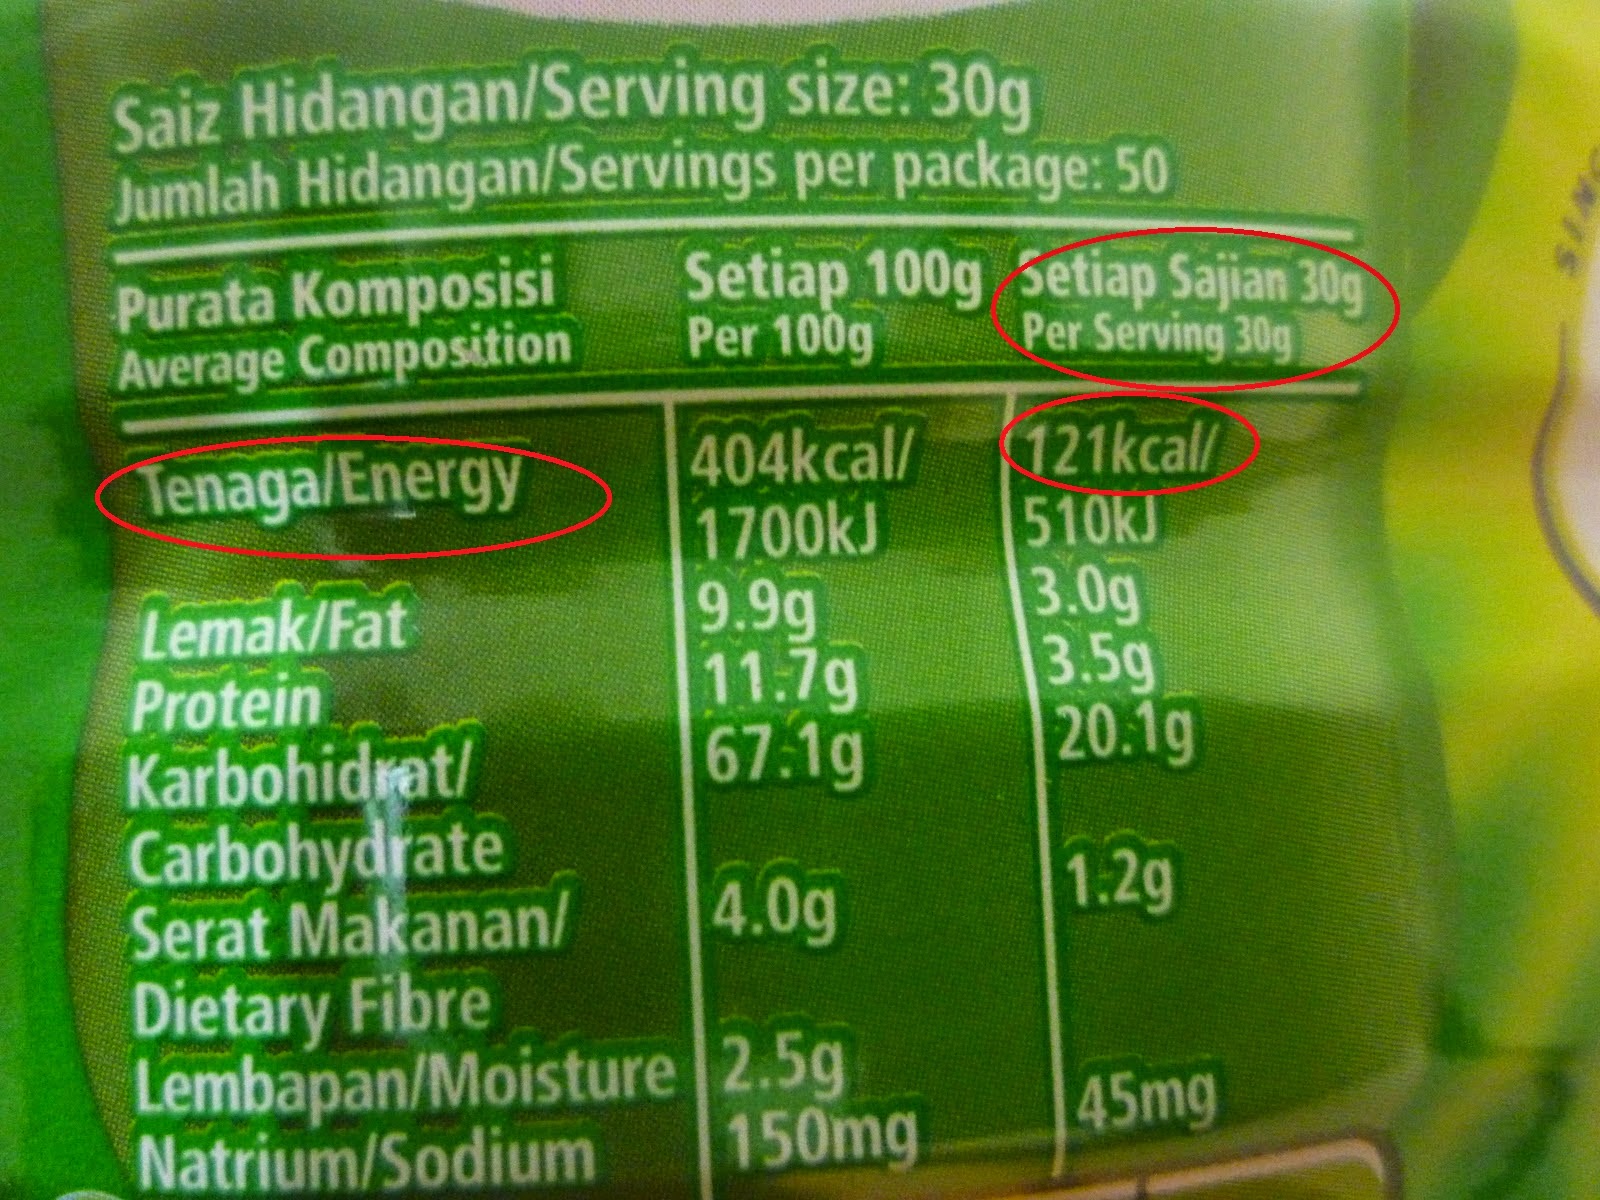 Saiz Hidangan/Serving size: 30g
Jumlah Hidangan/Servings per package: 50
Purata Komposisi Setiap 100g Setiap Sajian 30g
Average Composition Per 100g Per Serving 30g
Tenaga/Energy 404kcal/ 121kcal/
1700kJ 510kJ
Lemak/Fat 9.9g 3.0g
Protein 11.7g 3.5g
Karbohidrat/ 67.1g 20.1g
Carbohydrate
Serat Makanan/ 4.0g 1.2g
Dietary Fibre
Lembapan/Moisture 2.5g
Natrium/Sodium 150mg 45mg